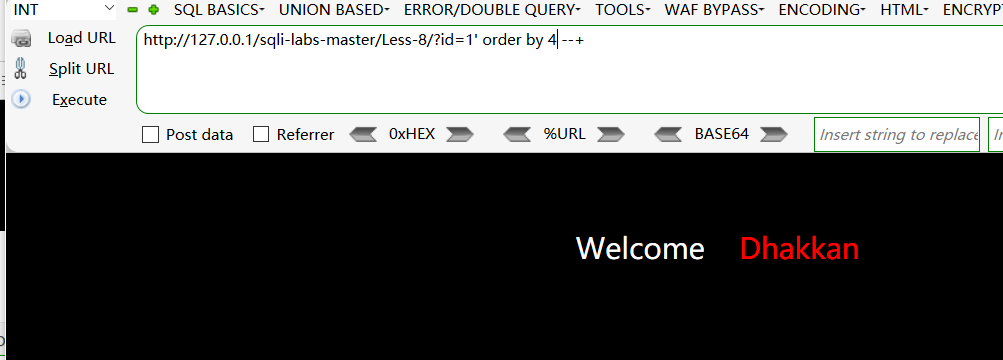 INT SQL BASICS UNION BASED ERROR/DOUBLE QUERY TOOLS WAF BYPASS ENCODING HTML ENCRYPT
Load URL http://127.0.0.1/sqli-labs-master/Less-8/?id=1' order by 4 --+
Split URL
Execute
Post data Referrer 0xHEX %URL BASE64 Insert string to replace
Welcome Dhakkan